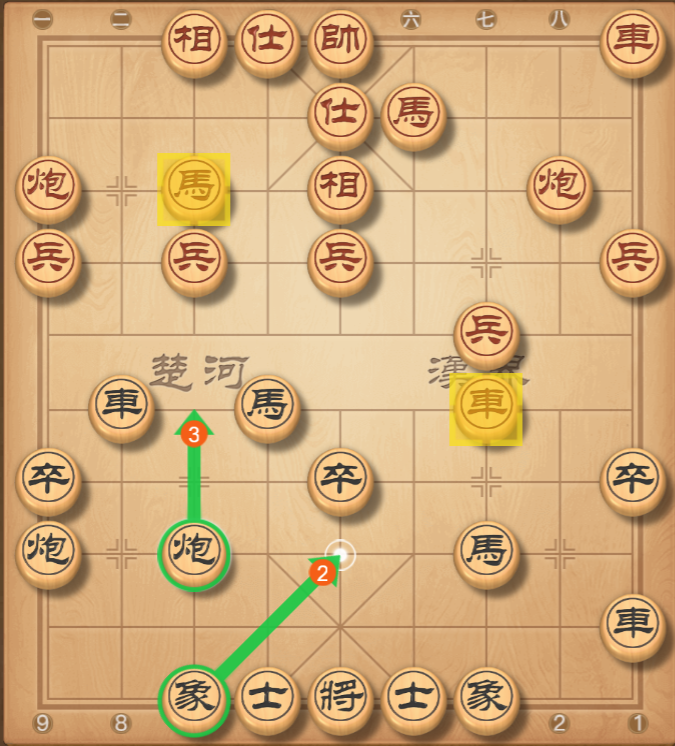 一 二 六 七 八
相 仕 帥 車
仕 馬
炮 馬 相 炮
兵 兵 兵 兵
兵
楚河
車 馬 車
3
卒 卒 卒
炮 炮 馬
2
車
象 士 將 士 象
9 8 2 1